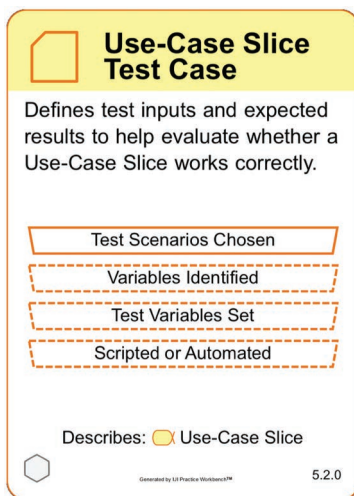 Use-Case Slice
Test Case
Defines test inputs and expected
results to help evaluate whether a
Use-Case Slice works correctly.
Test Scenarios Chosen
Variables Identified
Test Variables Set
Scripted or Automated
Describes: Use-Case Slice
Generated by IJI Practice Workbench™
5.2.0